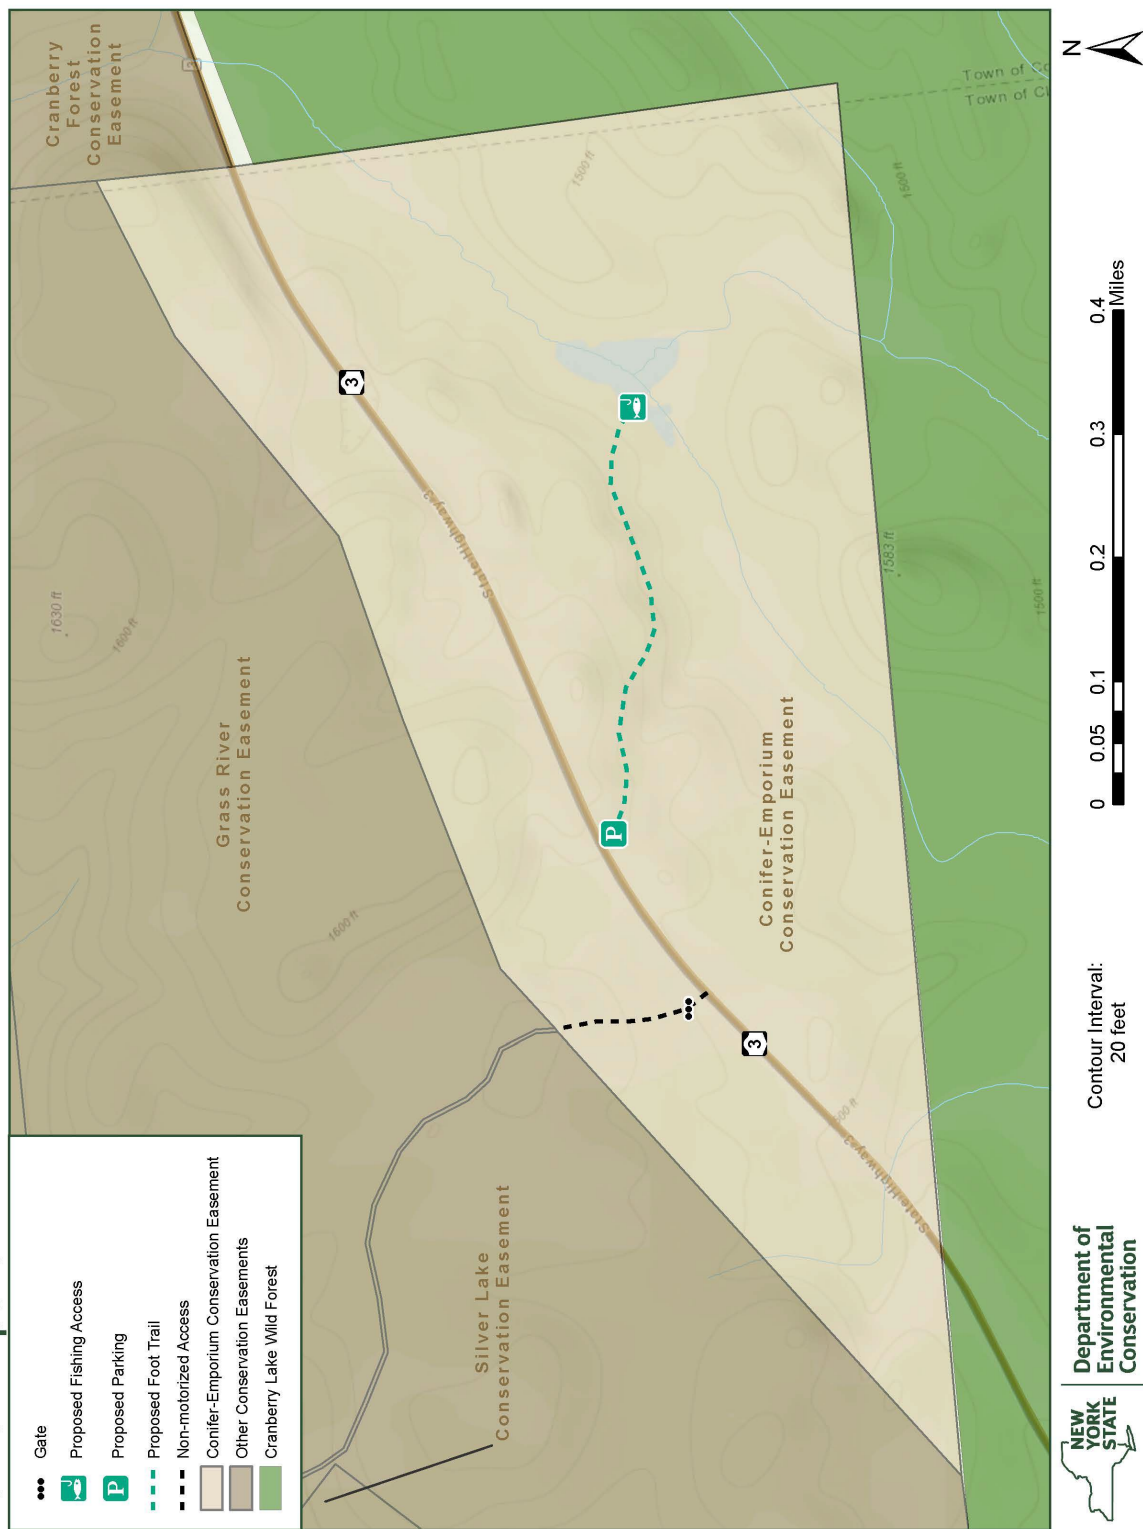 Gate
Proposed Fishing Access
P
Proposed Parking
Proposed Foot Trail
Non-motorized Access
Conifer-Emporium Conservation Easement
Other Conservation Easements
Cranberry Lake Wild Forest
Cranberry
Forest
Conservation
Easement
3
Grass River
Conservation Easement
1630 ft
1600 ft
1600 ft
Silver Lake
Conservation Easement
3
State Highway 3
P
Conifer-Emporium
Conservation Easement
3
State Highway 3
1500 ft
1500 ft
1583 ft
1500 ft
Town of
Town of
N
NEW
YORK
STATE
Department of
Environmental
Conservation
Contour Interval:
20 feet
0 0.05 0.1 0.2 0.3 0.4
Miles